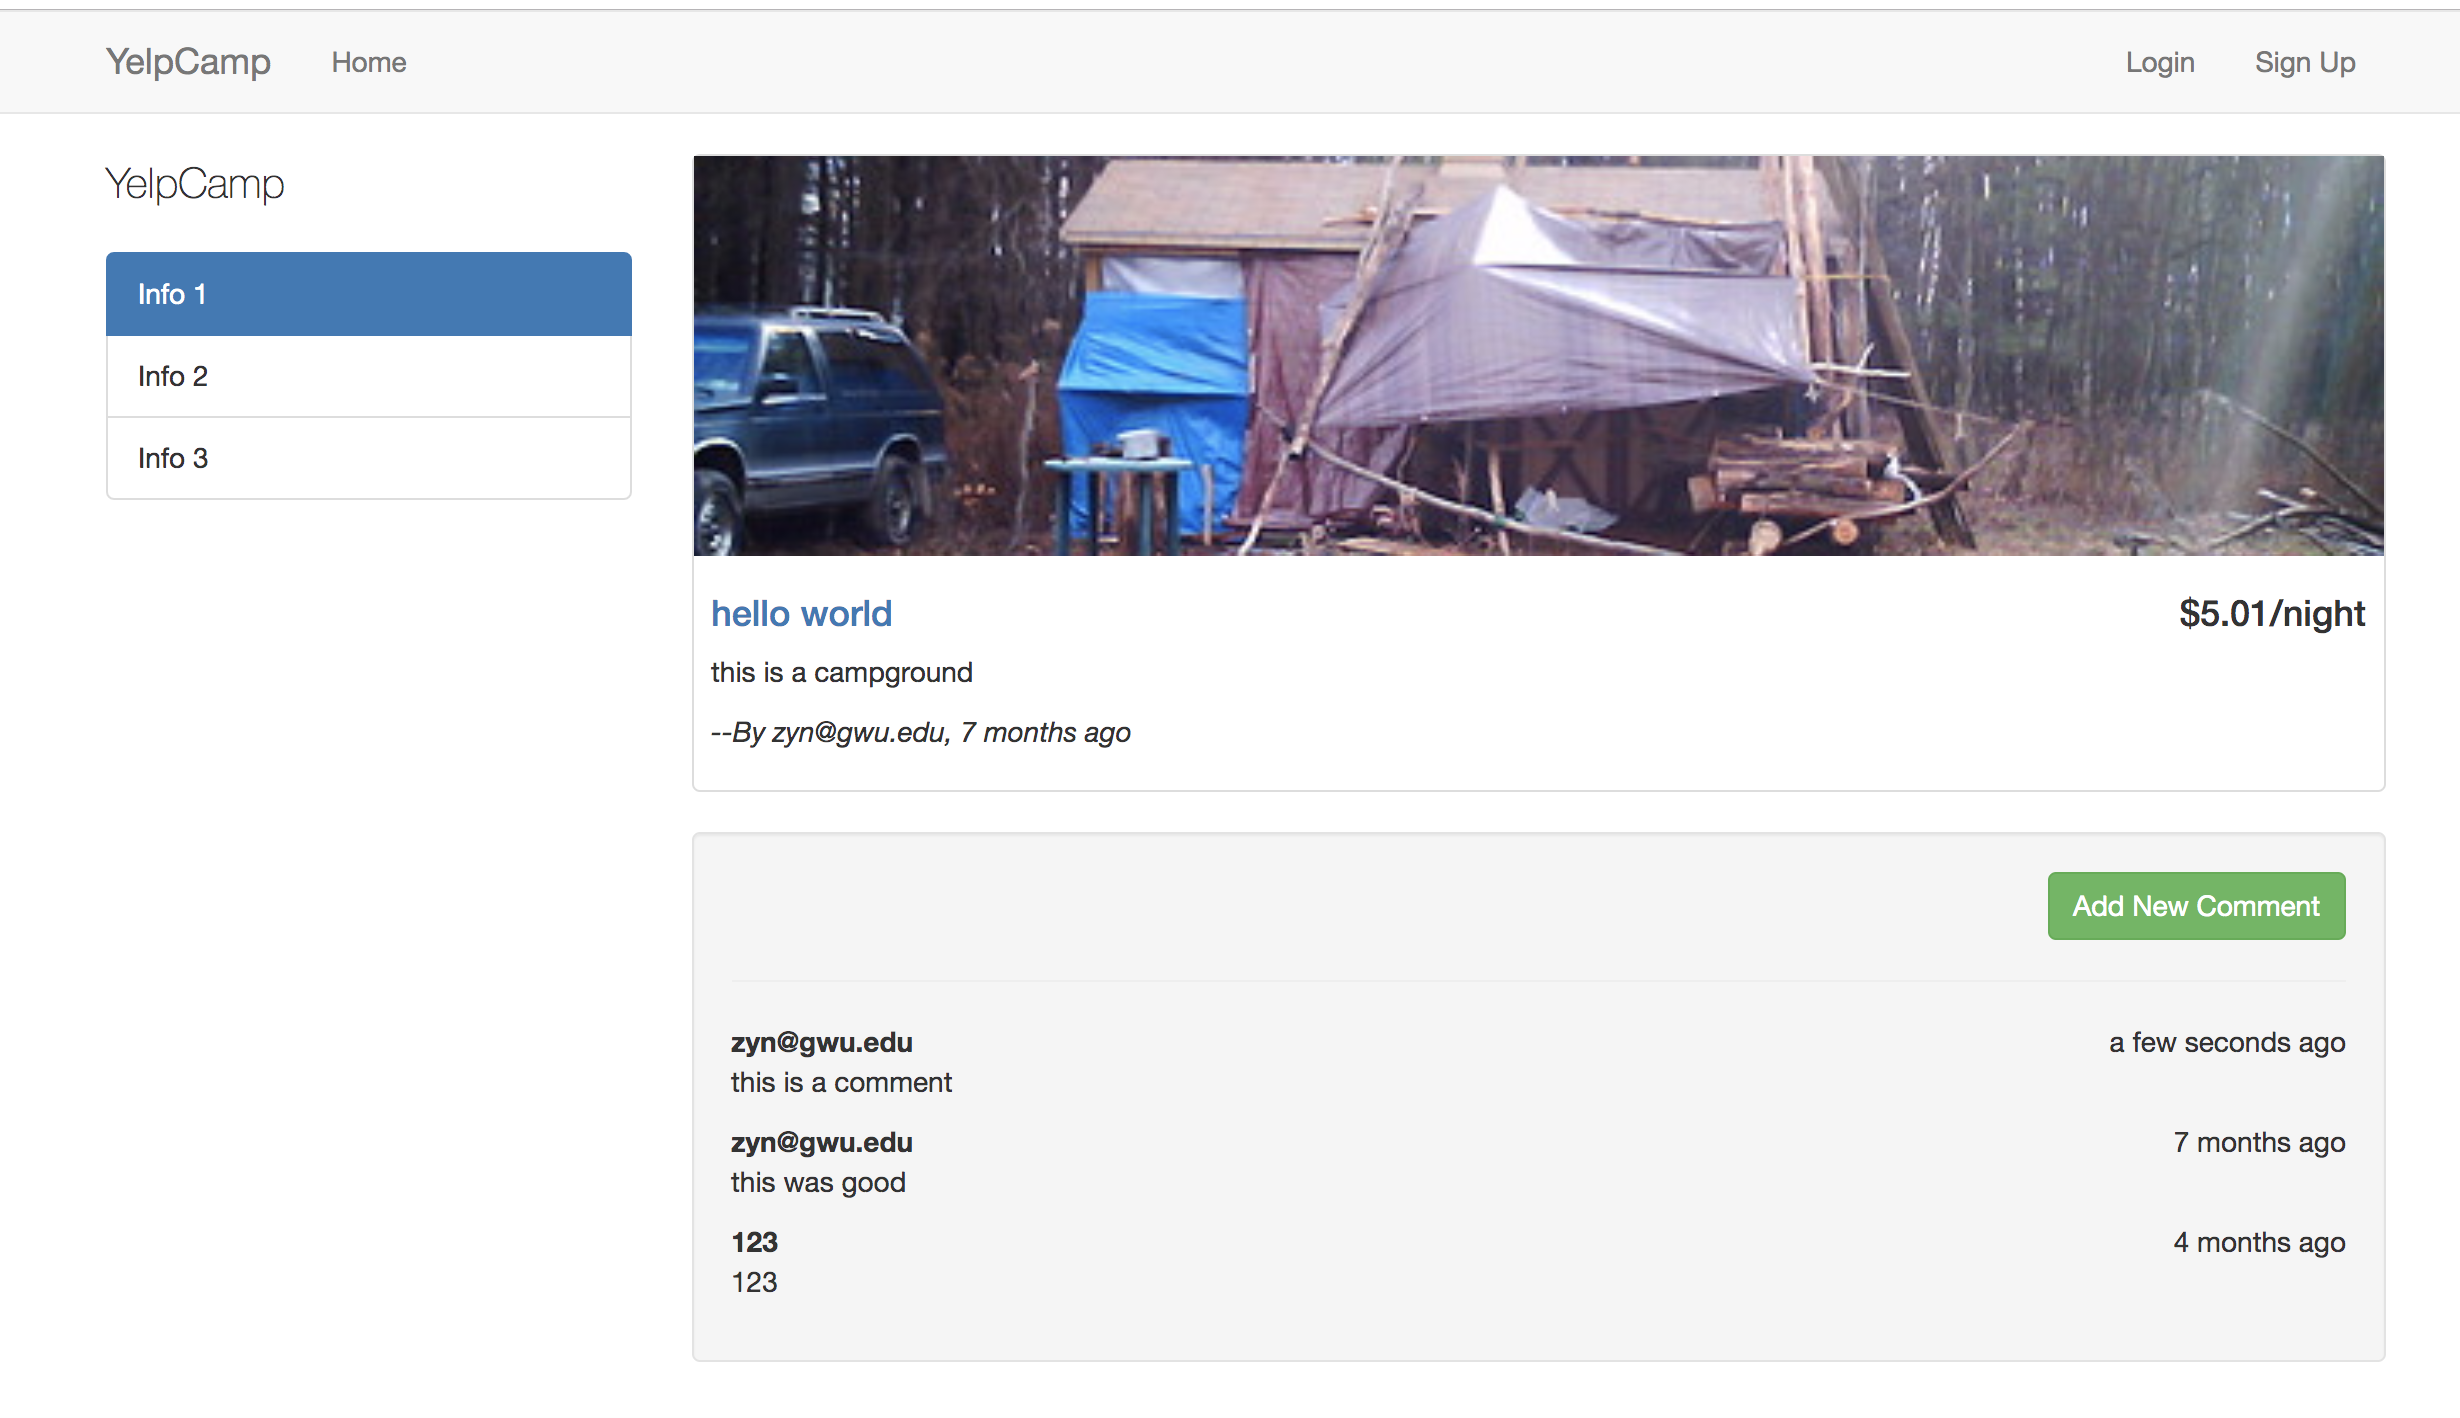 YelpCamp Home Login Sign Up
YelpCamp
Info 1
Info 2
Info 3
hello world $5.01/night
this is a campground
--By zyn@gwu.edu, 7 months ago
Add New Comment
zyn@gwu.edu a few seconds ago
this is a comment
zyn@gwu.edu 7 months ago
this was good
123 4 months ago
123